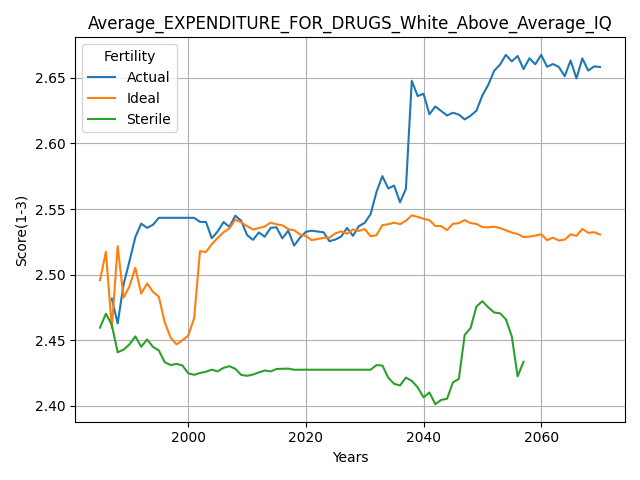 Average_EXPENDITURE_FOR_DRUGS_White_Above_Average_IQ
Fertility
Actual
Ideal
Sterile
2.65
2.60
2.55
2.50
2.45
2.40
Score(1-3)
2000 2020 2040 2060
Years